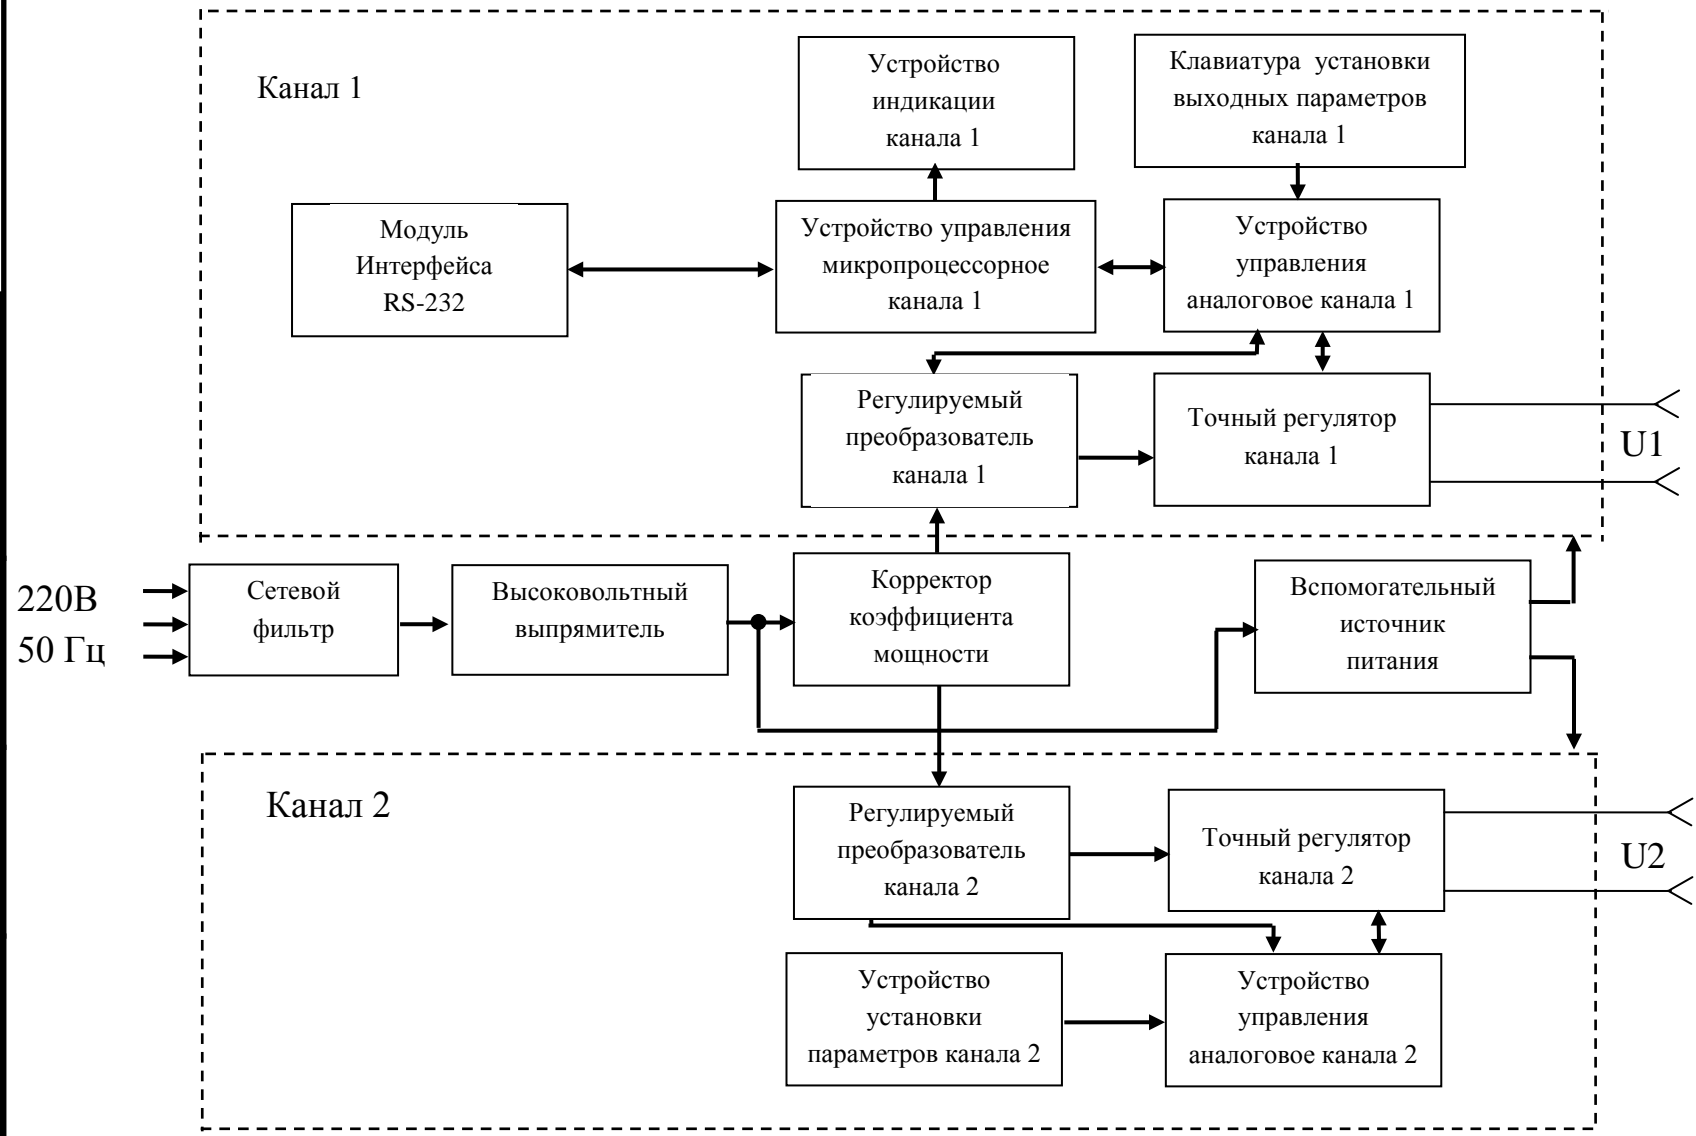 Канал 1
Устройство
индикации
канала 1
Клавиатура установки
выходных параметров
канала 1
Модуль
Интерфейса
RS-232
Устройство управления
микропроцессорное
канала 1
Устройство
управления
аналоговое канала 1
Регулируемый
преобразователь
канала 1
Точный регулятор
канала 1
U1
220В
50 Гц
Сетевой
фильтр
Высоковольтный
выпрямитель
Корректор
коэффициента
мощности
Вспомогательный
источник
питания
Канал 2
Регулируемый
преобразователь
канала 2
Точный регулятор
канала 2
U2
Устройство
установки
параметров канала 2
Устройство
управления
аналоговое канала 2